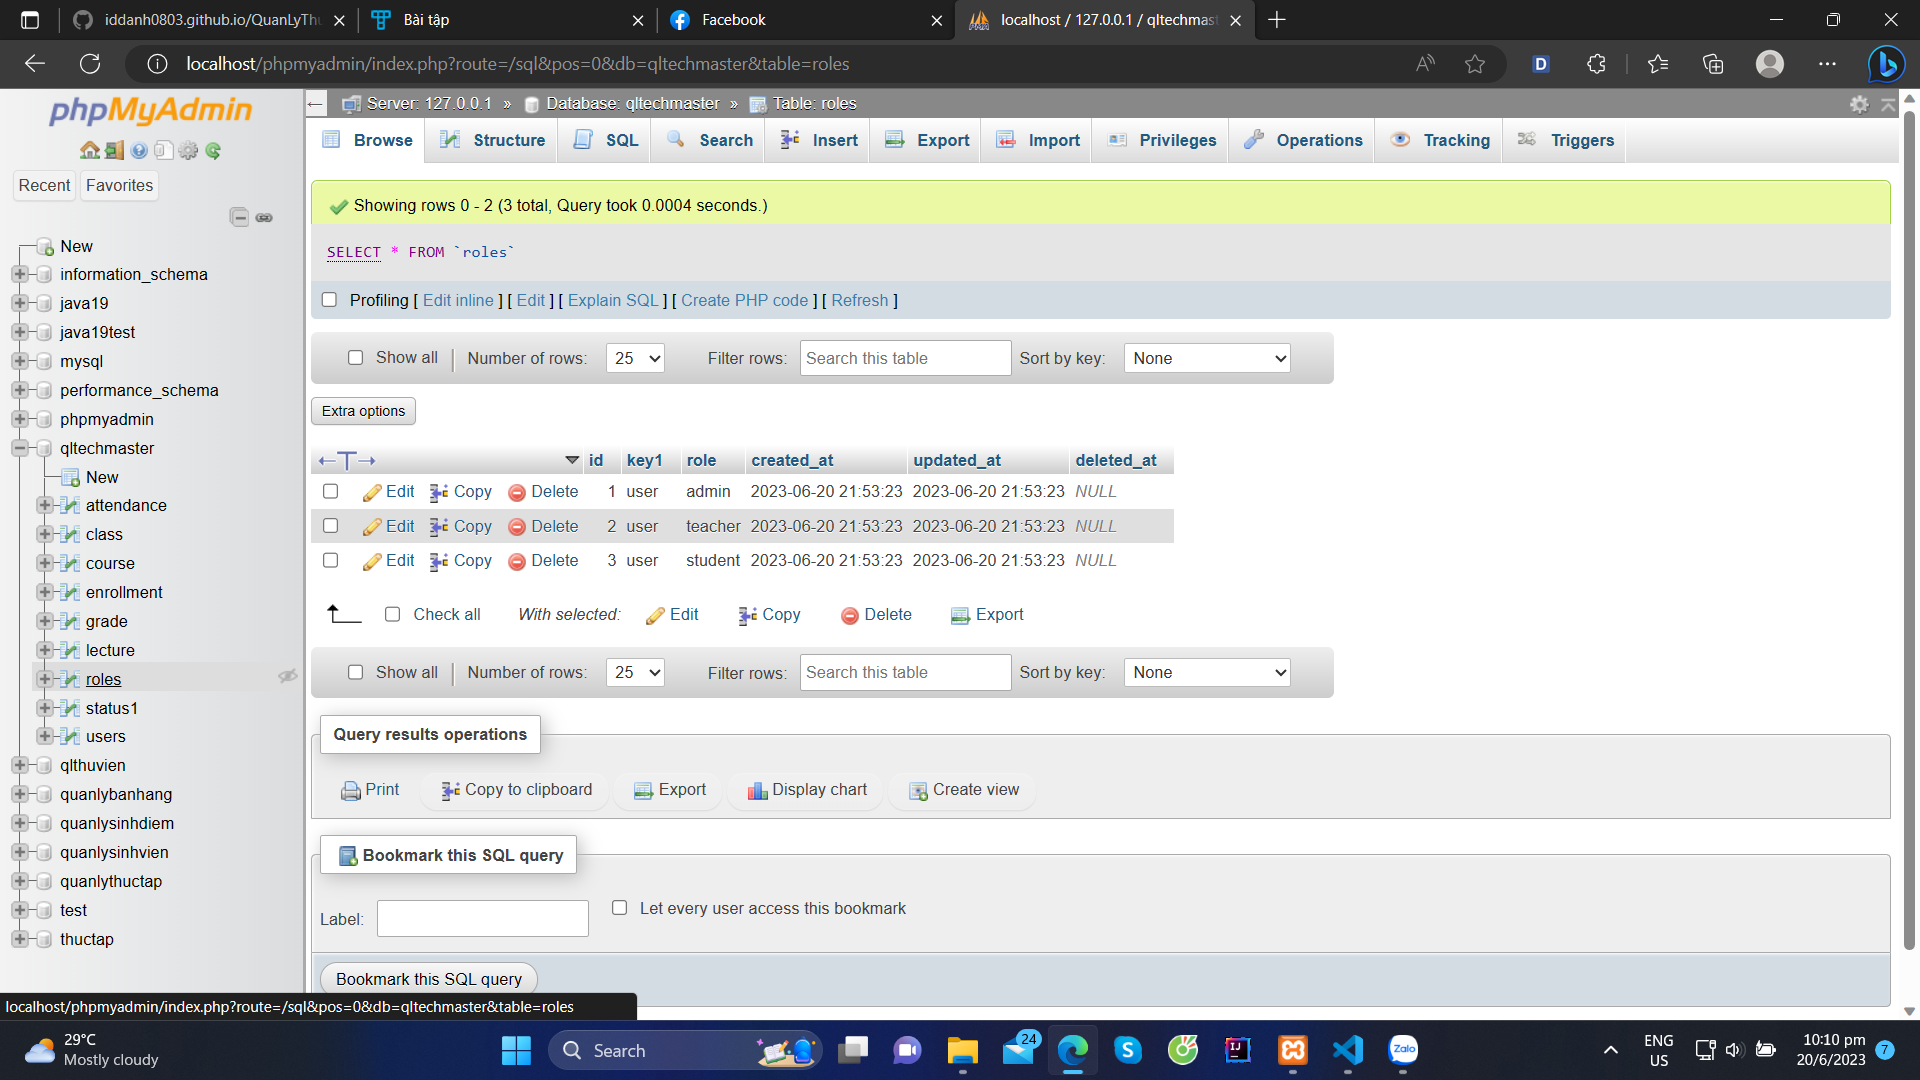 iddanh0803.github.io/QuanLyThu
Bài tập
Facebook
localhost / 127.0.0.1 / qltechmast
localhost/phpmyadmin/index.php?route=/sql&pos=0&db=qltechmaster&table=roles
phpMyAdmin
Recent Favorites
New
information_schema
java19
java19test
mysql
performance_schema
phpmyadmin
qltechmaster
New
attendance
class
course
enrollment
grade
lecture
roles
status1
users
qlthuvien
quanlybanhang
quanlysinhdiem
quanlysinhvien
quanlythuctap
test
thuctap
Server: 127.0.0.1 » Database: qltechmaster » Table: roles
Browse Structure SQL Search Insert Export Import Privileges Operations Tracking Triggers
Showing rows 0 - 2 (3 total, Query took 0.0004 seconds.)
SELECT * FROM `roles`
Profiling [ Edit inline ] [ Edit ] [ Explain SQL ] [ Create PHP code ] [ Refresh ]
Show all Number of rows: 25 Filter rows: Search this table Sort by key: None
Extra options
←T→ id key1 role created_at updated_at deleted_at
Edit Copy Delete 1 user admin 2023-06-20 21:53:23 2023-06-20 21:53:23 NULL
Edit Copy Delete 2 user teacher 2023-06-20 21:53:23 2023-06-20 21:53:23 NULL
Edit Copy Delete 3 user student 2023-06-20 21:53:23 2023-06-20 21:53:23 NULL
Check all With selected: Edit Copy Delete Export
Show all Number of rows: 25 Filter rows: Search this table Sort by key: None
Query results operations
Print Copy to clipboard Export Display chart Create view
Bookmark this SQL query
Label: Let every user access this bookmark
Bookmark this SQL query
localhost/phpmyadmin/index.php?route=/sql&pos=0&db=qltechmaster&table=roles
29°C
Mostly cloudy
Search
24
Zalo
ENG
US
10:10 pm
20/6/2023
7